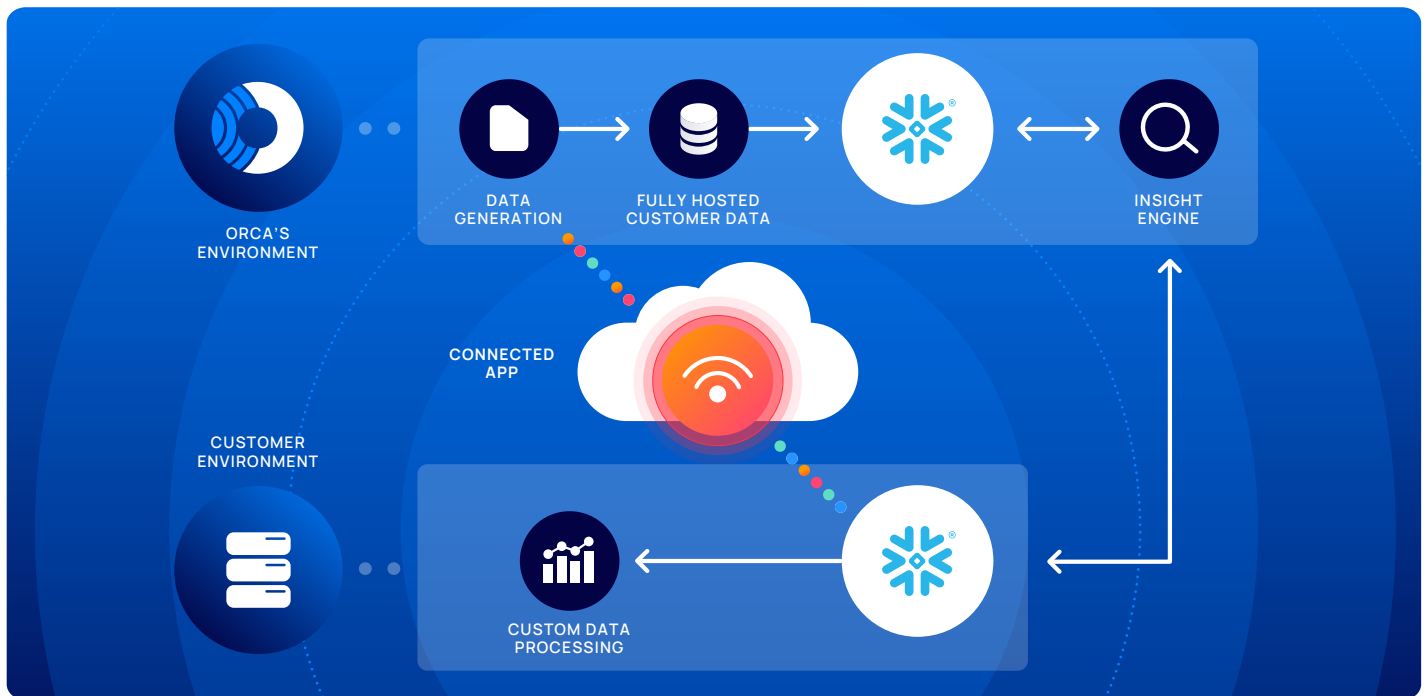 ORCA'S
ENVIRONMENT
DATA
GENERATION
FULLY HOSTED
CUSTOMER DATA
®
INSIGHT
ENGINE
CONNECTED
APP
CUSTOMER
ENVIRONMENT
CUSTOM DATA
PROCESSING
®